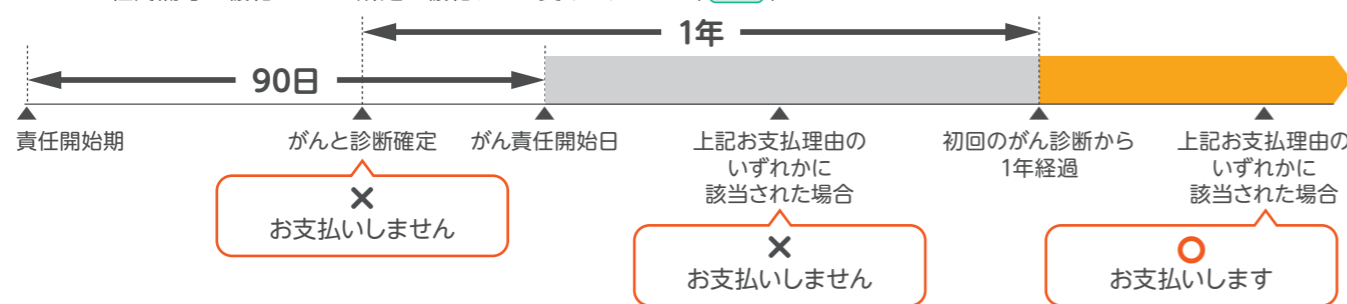 1年
90日
責任開始期
がんと診断確定
がん責任開始日
上記お支払理由の
いずれかに
該当された場合
初回のがん診断から
1年経過
上記お支払理由の
いずれかに
該当された場合
×
お支払いしません
×
お支払いしません
○
お支払いします